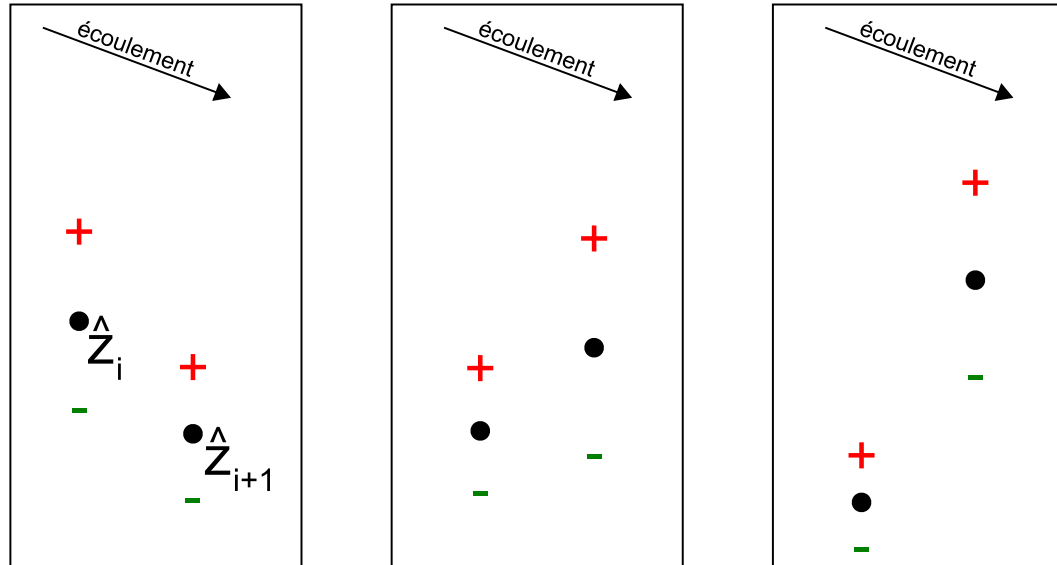 écoulement
écoulement
écoulement
+
+
+
+
ẑᵢ
+
+
-
ẑᵢ₊₁
-
-
-
-
-